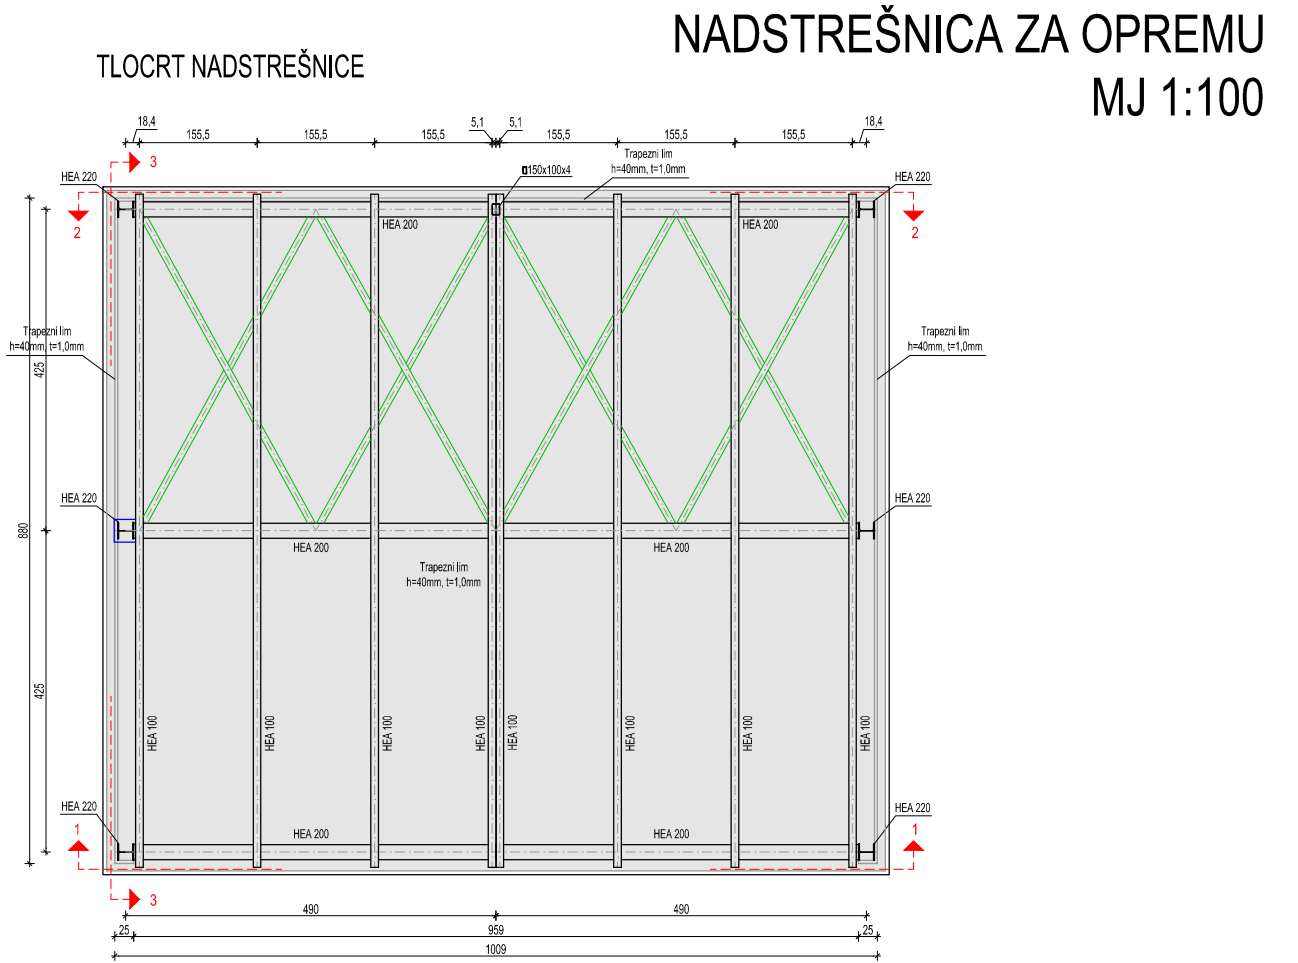 NADSTREŠNICA ZA OPREMU
MJ 1:100
TLOCRT NADSTREŠNICE
18,4
155,5
155,5
155,5
5,1
5,1
155,5
155,5
155,5
18,4
3
HEA 220
150x100x4
Trapezni lim
h=40mm, t=1,0mm
HEA 220
2
HEA 200
HEA 200
2
Trapezni lim
h=40mm, t=1,0mm
425
Trapezni lim
h=40mm, t=1,0mm
HEA 220
HEA 220
880
HEA 200
HEA 200
Trapezni lim
h=40mm, t=1,0mm
425
HEA 100
HEA 100
HEA 100
HEA 100
HEA 100
HEA 100
HEA 100
HEA 100
HEA 220
HEA 220
1
HEA 200
HEA 200
1
3
490
490
25
959
25
1009